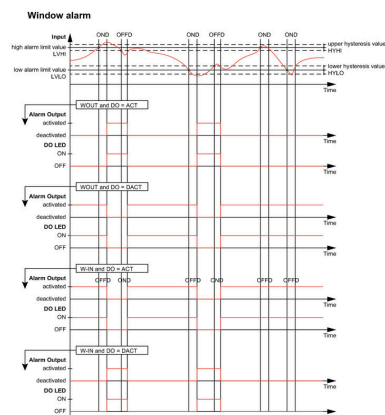 Window alarm
Input
OND OFFD OND OND
high alarm limit value
LVHI
upper hysteresis value
HYHI
low alarm limit value
LVLO
lower hysteresis value
HYLO
Time
WOUT and DO = ACT
Alarm Output
activated
deactivated
Time
DO LED
ON
OFF
Time
WOUT and DO = DACT
Alarm Output
activated
deactivated
Time
DO LED
ON
OFF
Time
W-IN and DO = ACT
Alarm Output
activated
OFFD OND OFFD OND OFFD OFFD
deactivated
Time
DO LED
ON
OFF
Time
W-IN and DO = DACT
Alarm Output
activated
deactivated
Time
DO LED
ON
OFF